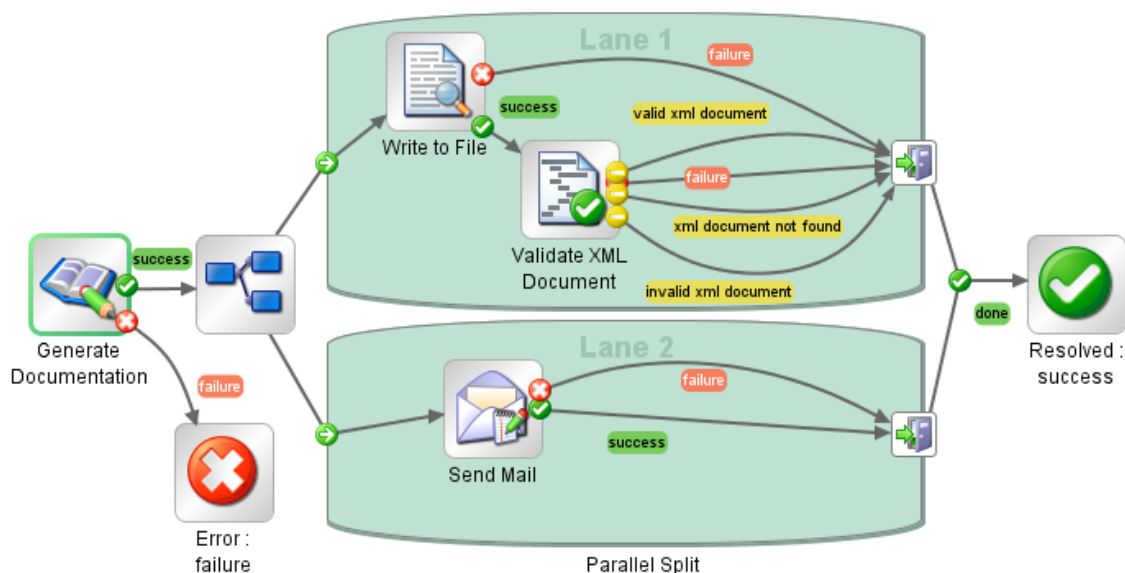 Lane 1
failure
success
valid xml document
Write to File
failure
xml document not found
Validate XML
Document
invalid xml document
success
Generate
Documentation
failure
Error :
failure
Lane 2
failure
success
Send Mail
Parallel Split
done
Resolved :
success